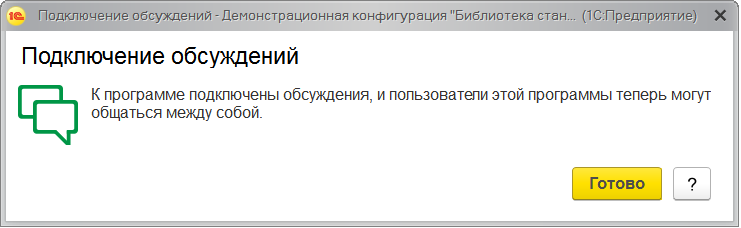 1С Подключение обсуждений - Демонстрационная конфигурация "Библиотека стан... (1С:Предприятие)
Подключение обсуждений
К программе подключены обсуждения, и пользователи этой программы теперь могут
общаться между собой.
Готово ?